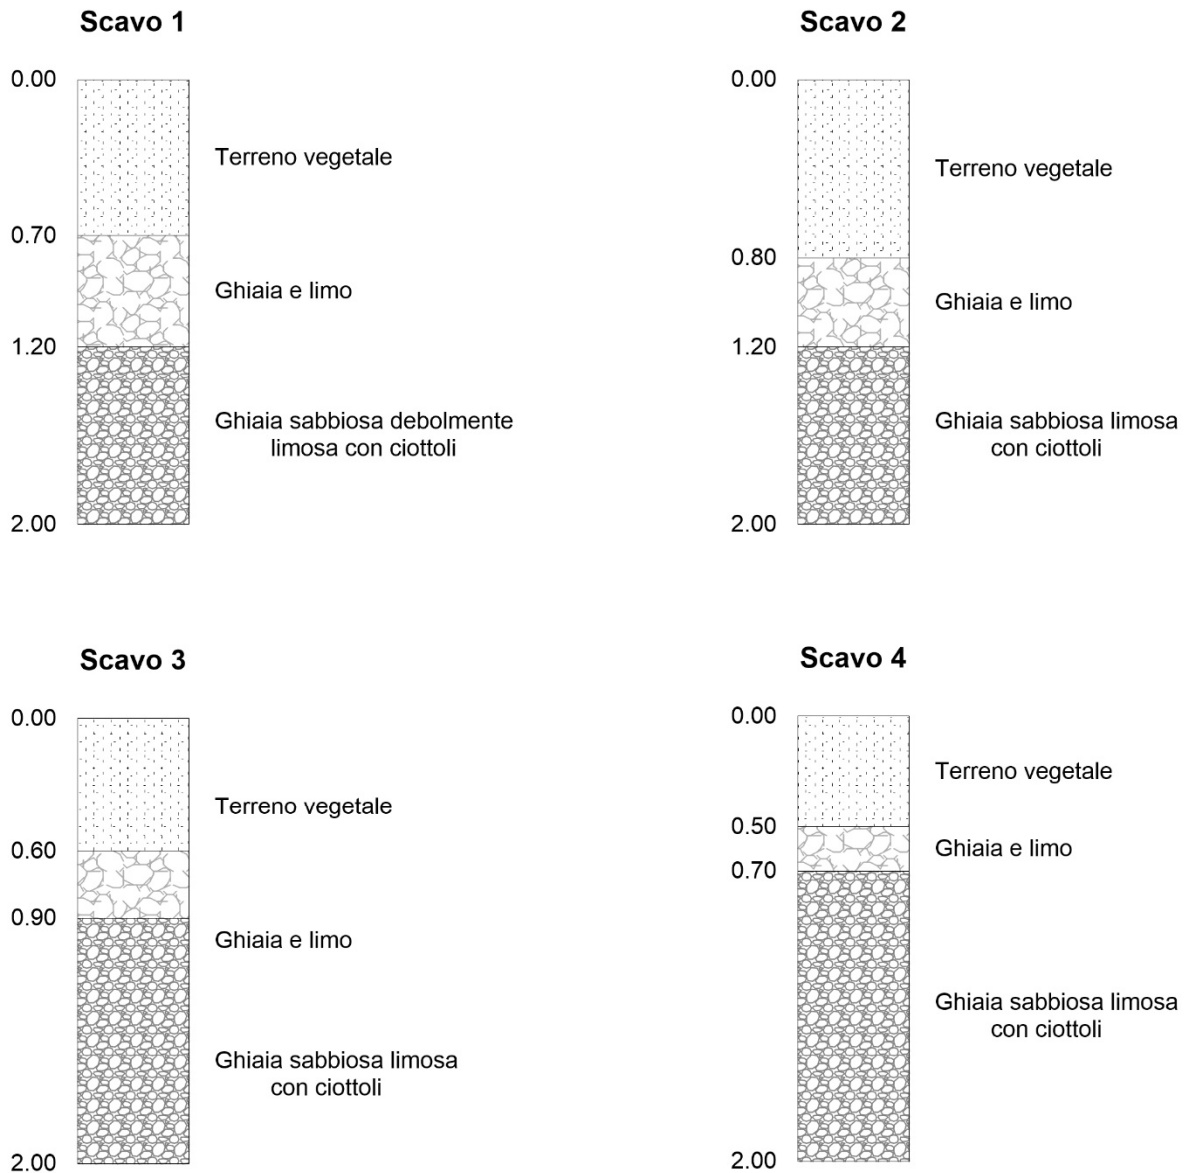 Scavo 1
0.00
Terreno vegetale
0.70
Ghiaia e limo
1.20
Ghiaia sabbiosa debolmente
limosa con ciottoli
2.00
Scavo 2
0.00
Terreno vegetale
0.80
Ghiaia e limo
1.20
Ghiaia sabbiosa limosa
con ciottoli
2.00
Scavo 3
0.00
Terreno vegetale
0.60
0.90
Ghiaia e limo
Ghiaia sabbiosa limosa
con ciottoli
2.00
Scavo 4
0.00
Terreno vegetale
0.50
Ghiaia e limo
0.70
Ghiaia sabbiosa limosa
con ciottoli
2.00